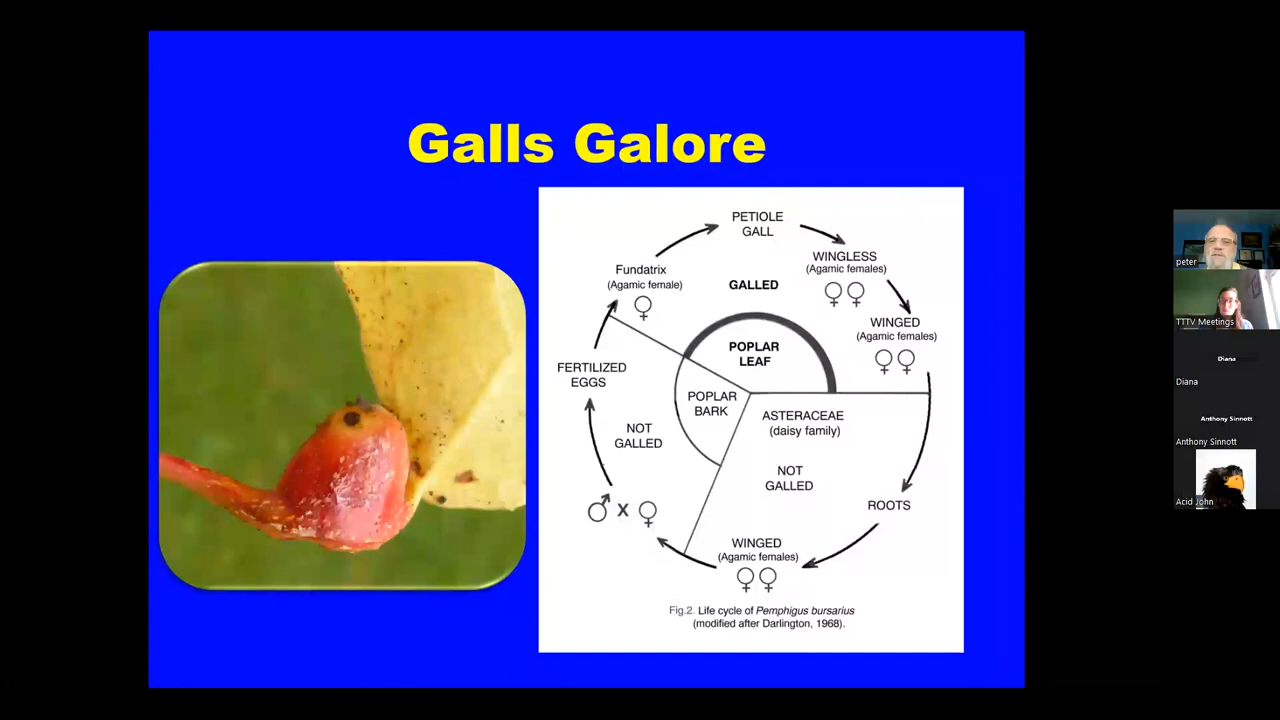 Galls Galore
PETIOLE
GALL
WINGLESS
(Agamic females)
Fundatrix
(Agamic female)
GALLED
WINGED
(Agamic females)
POPLAR
LEAF
FERTILIZED
EGGS
POPLAR
BARK
ASTERACEAE
(daisy family)
NOT
GALLED
NOT
GALLED
ROOTS
♂ X ♀
WINGED
(Agamic females)
Fig.2. Life cycle of Pemphigus bursarius
(modified after Darlington, 1968).
peter
TTTV Meetings
Diana
Diana
Anthony Sinnott
Anthony Sinnott
Acid John